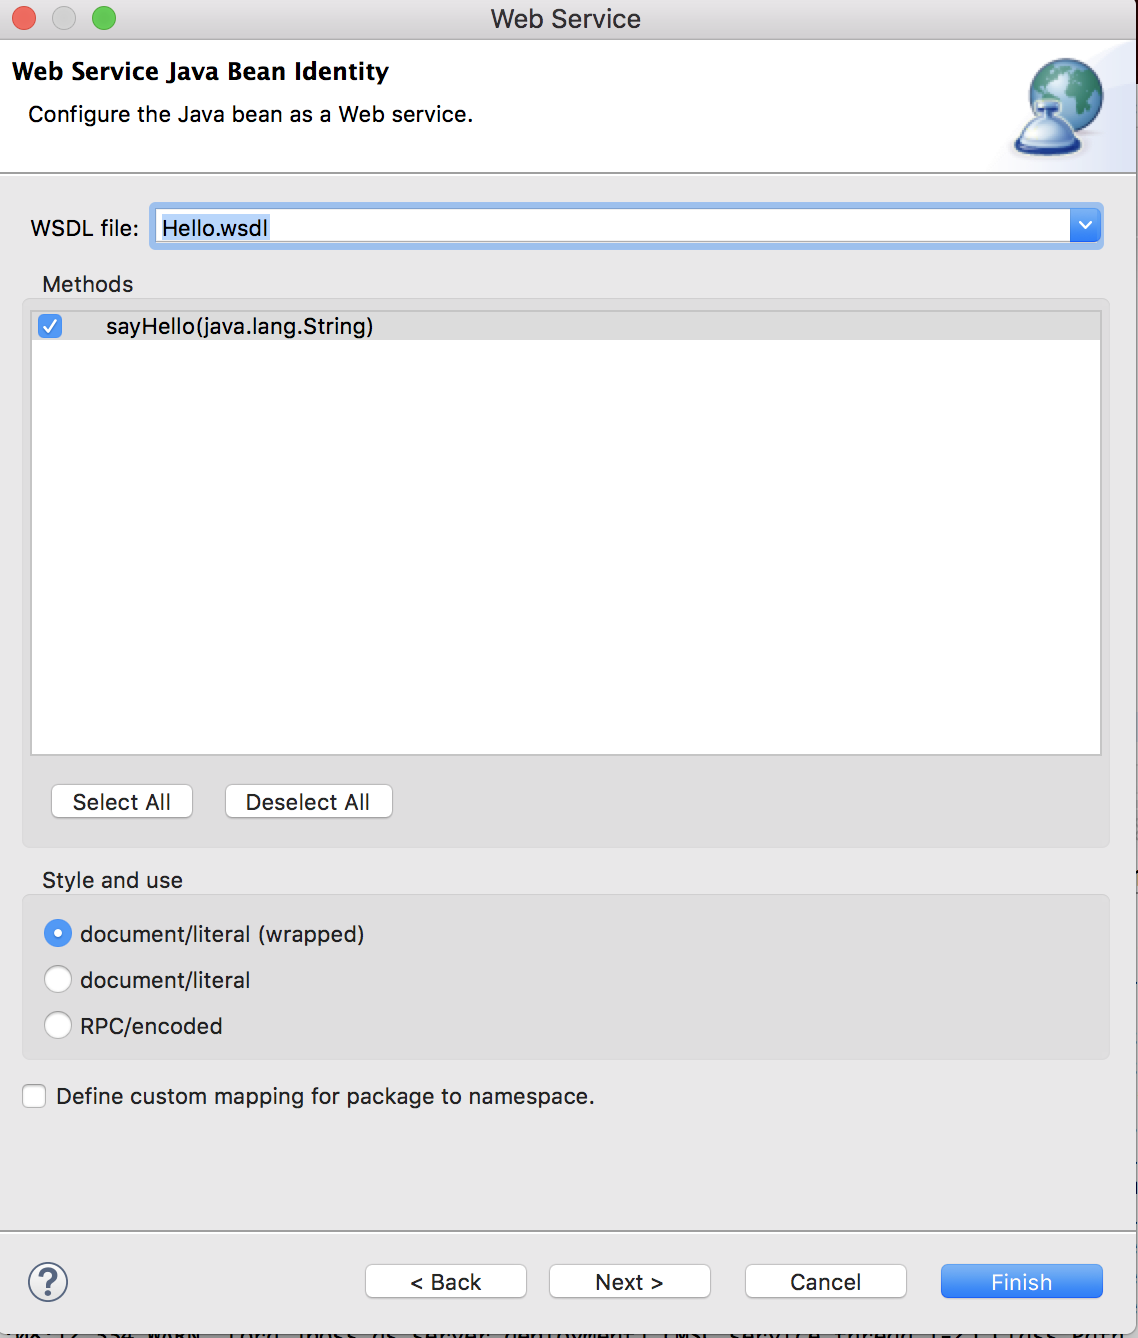 Web Service
Web Service Java Bean Identity
Configure the Java bean as a Web service.
WSDL file: Hello.wsdl
Methods
sayHello(java.lang.String)
Select All Deselect All
Style and use
document/literal (wrapped)
document/literal
RPC/encoded
Define custom mapping for package to namespace.
? < Back Next > Cancel Finish